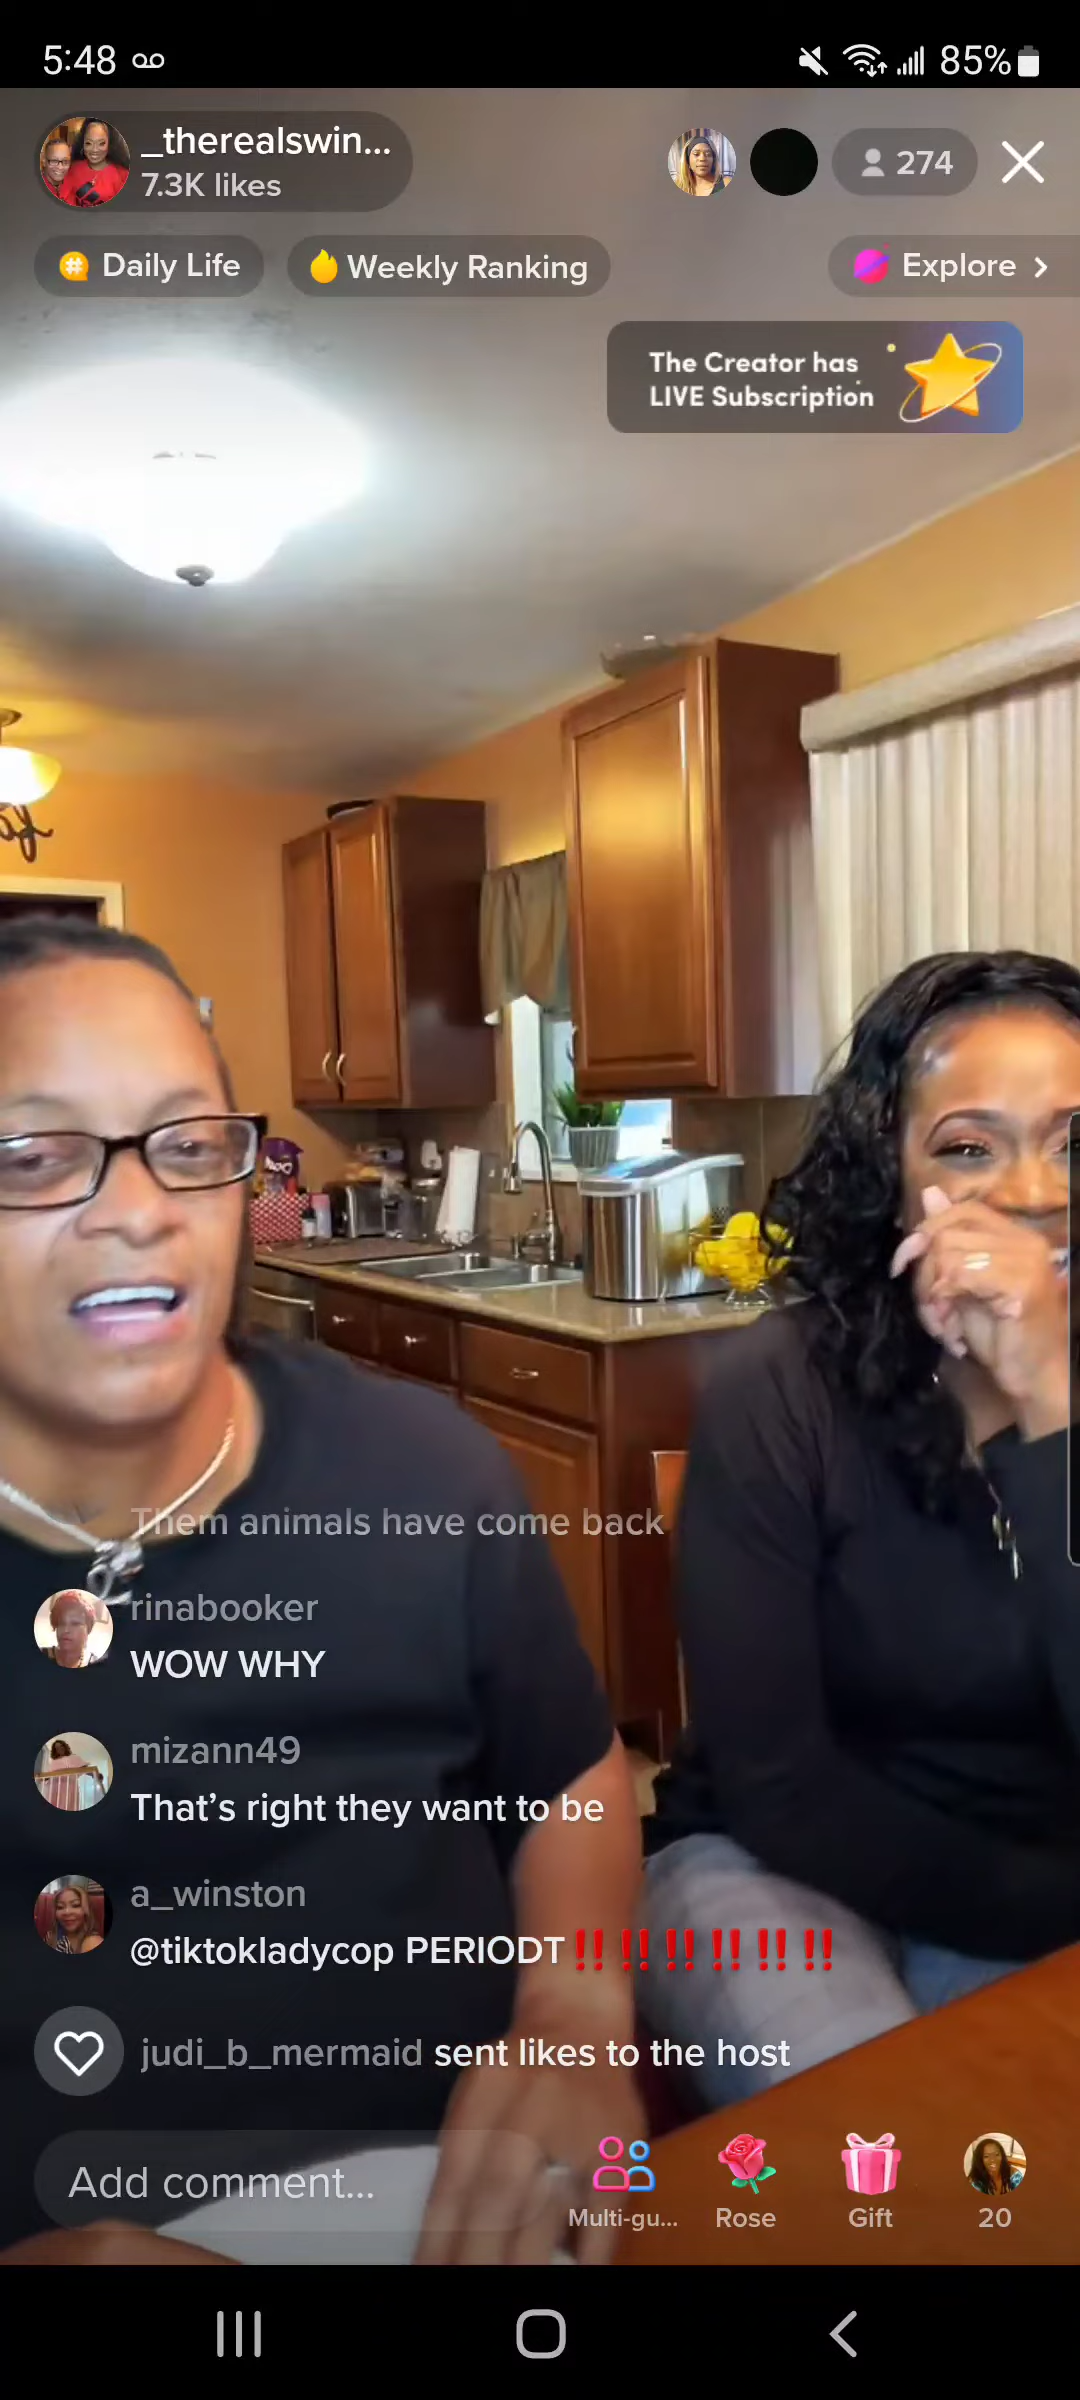 5:48
85%
_therealswin...
7.3K likes
274
Daily Life
Weekly Ranking
Explore
The Creator has
LIVE Subscription
Them animals have come back
rinabooker
WOW WHY
mizann49
That's right they want to be
a_winston
@tiktokladycop PERIODT‼️‼️‼️‼️‼️‼️
judi_b_mermaid sent likes to the host
Add comment...
Multi-gu...
Rose
Gift
20